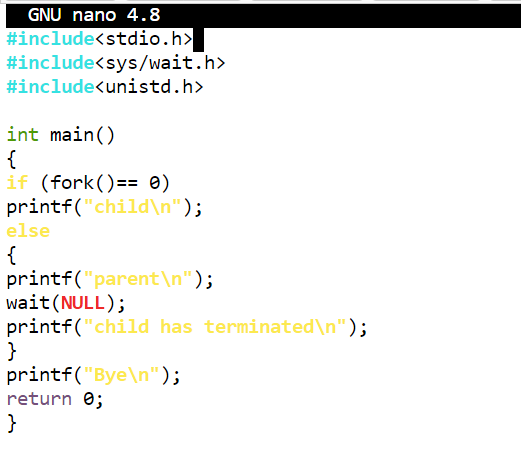 GNU nano 4.8
#include<stdio.h>
#include<sys/wait.h>
#include<unistd.h>
int main()
{
if (fork()== 0)
printf("child\n");
else
{
printf("parent\n");
wait(NULL);
printf("child has terminated\n");
}
printf("Bye\n");
return 0;
}